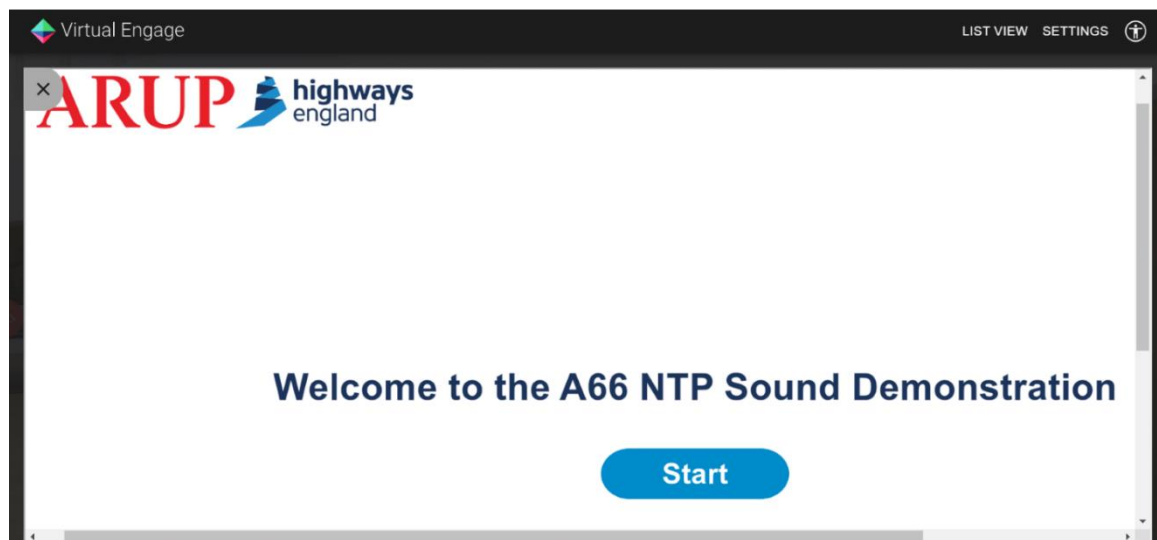 Virtual Engage
LIST VIEW SETTINGS
ARUP
highways
england
Welcome to the A66 NTP Sound Demonstration
Start